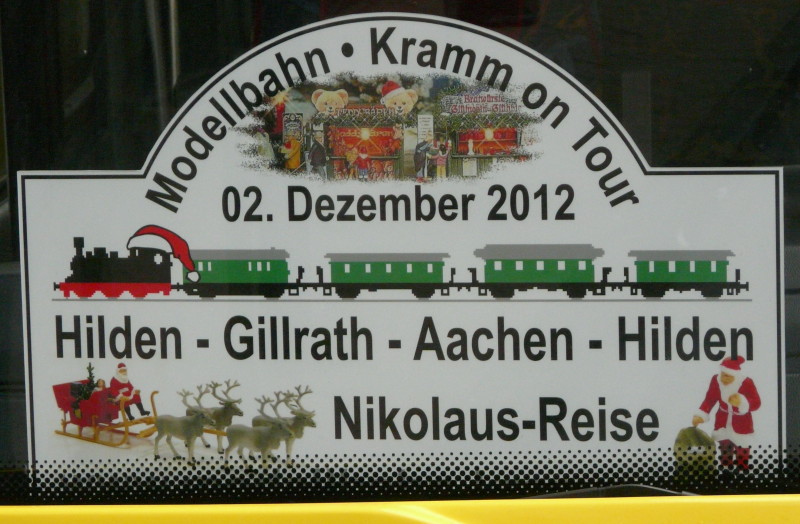 Modellbahn • Kramm on Tour
02. Dezember 2012
Hilden - Gillrath - Aachen - Hilden
Nikolaus-Reise